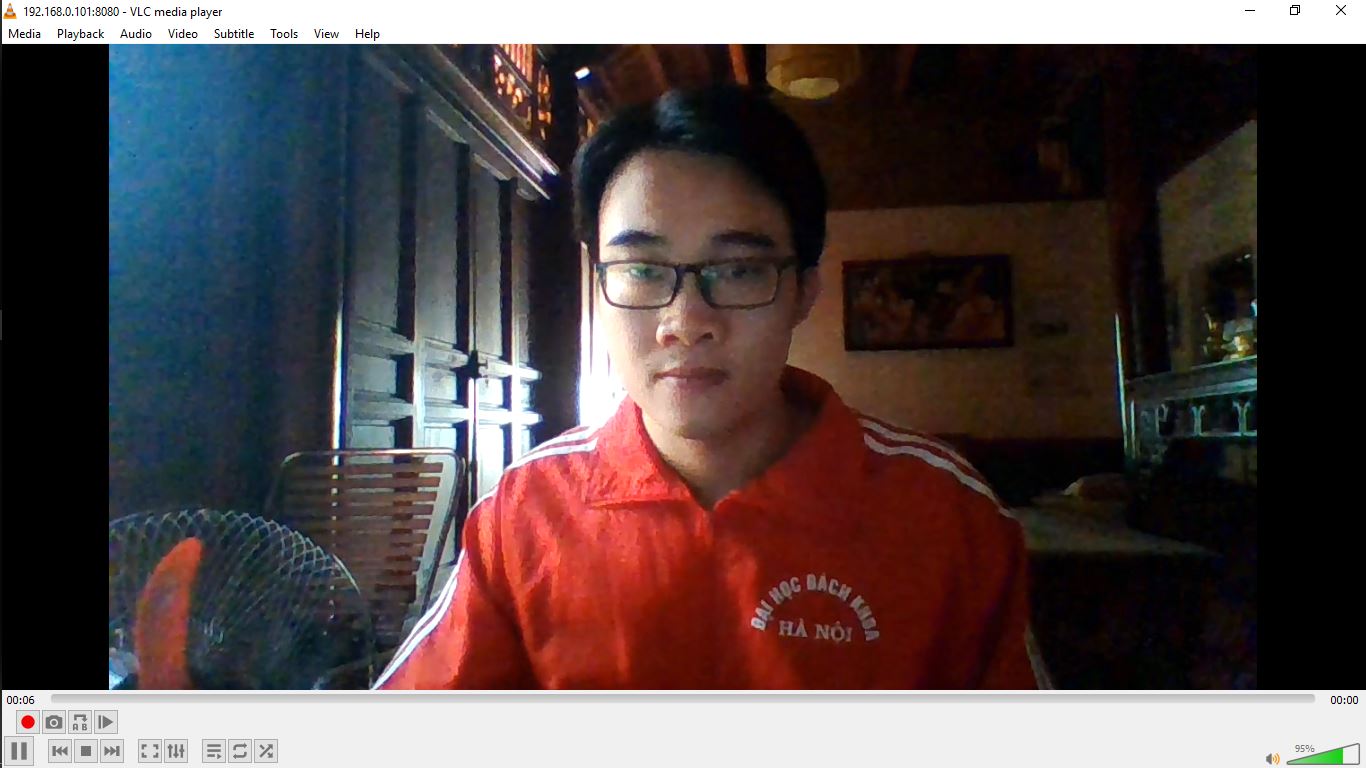 192.168.0.101:8080 - VLC media player
Media Playback Audio Video Subtitle Tools View Help
ĐẠI HỌC BÁCH KHOA
HÀ NỘI
00:06 00:00
A B
95%